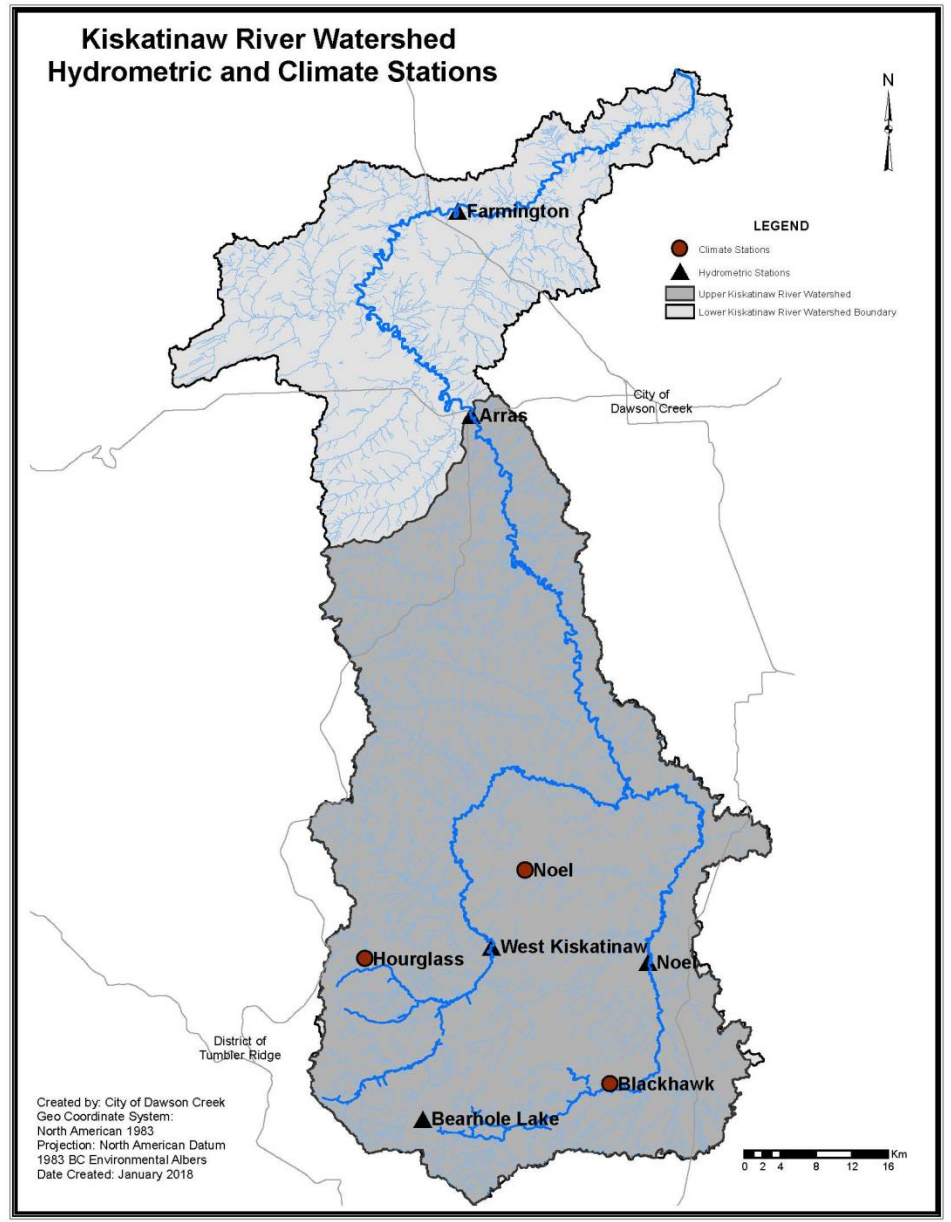 Kiskatinaw River Watershed
Hydrometric and Climate Stations
N
Farmington
LEGEND
Climate Stations
Hydrometric Stations
Upper Kiskatinaw River Watershed
Lower Kiskatinaw River Watershed Boundary
City of
Dawson Creek
Arras
Noel
West Kiskatinaw
Hourglass
Noel
District of
Tumbler Ridge
Blackhawk
Bearhole Lake
Created by: City of Dawson Creek
Geo Coordinate System:
North American 1983
Projection: North American Datum
1983 BC Environmental Albers
Date Created: January 2018
Km
0 2 4 8 12 16